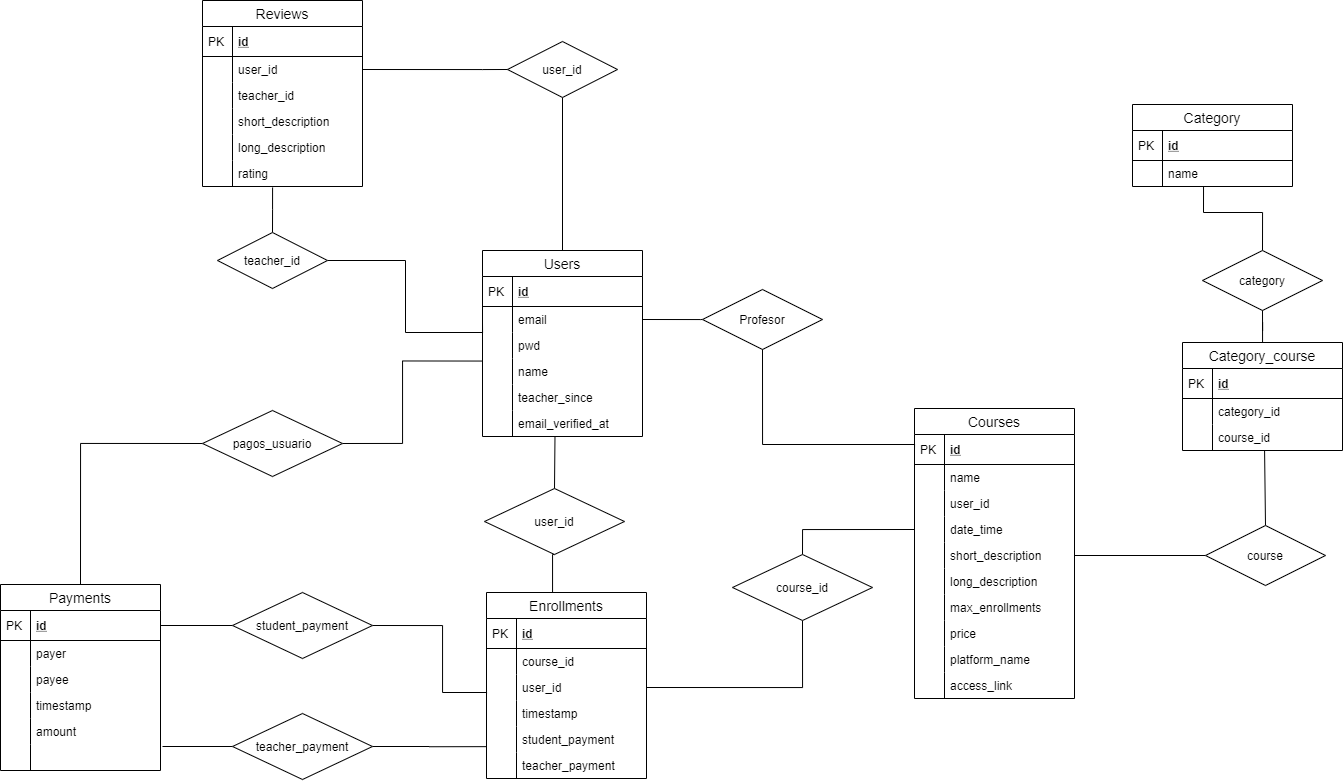 Reviews
PK id
user_id
teacher_id
short_description
long_description
rating
user_id
teacher_id
Category
PK id
name
category
Users
PK id
email
pwd
name
teacher_since
email_verified_at
Profesor
Category_course
PK id
category_id
course_id
pagos_usuario
user_id
Courses
PK id
name
user_id
date_time
short_description
long_description
max_enrollments
price
platform_name
access_link
course
course_id
Payments
PK id
payer
payee
timestamp
amount
student_payment
teacher_payment
Enrollments
PK id
course_id
user_id
timestamp
student_payment
teacher_payment